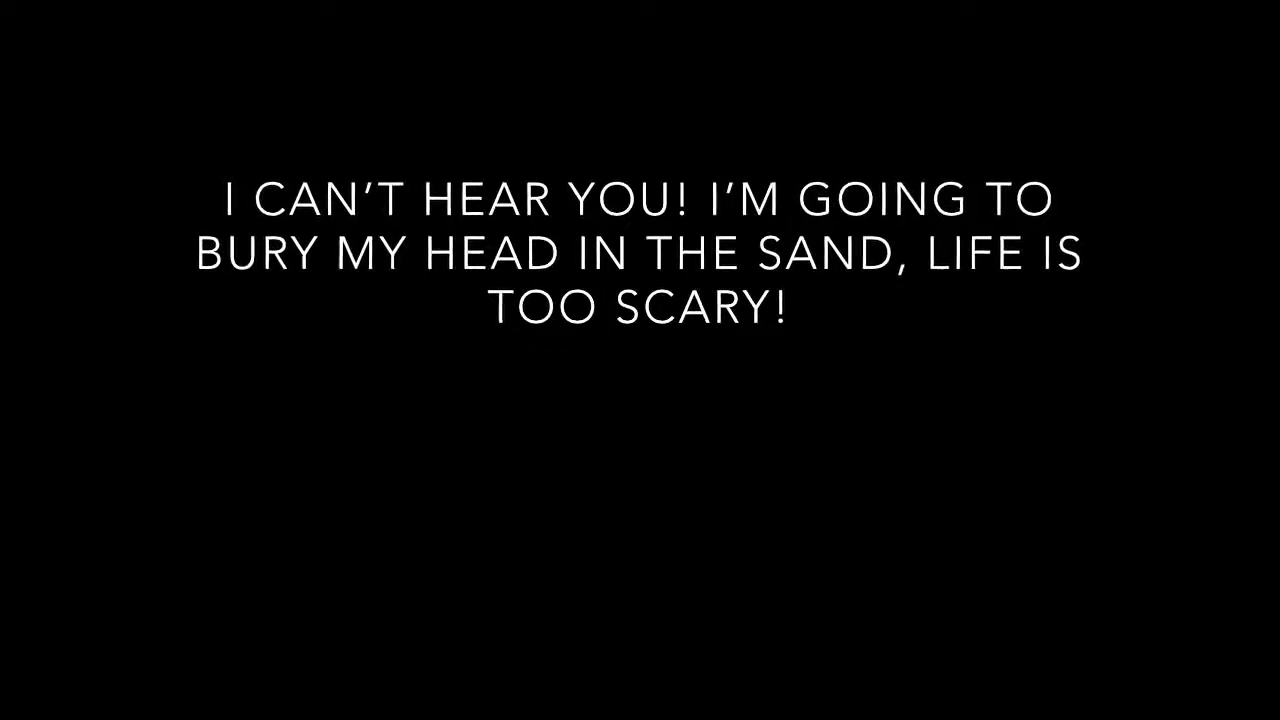 I CAN’T HEAR YOU! I’M GOING TO
BURY MY HEAD IN THE SAND, LIFE IS
TOO SCARY!